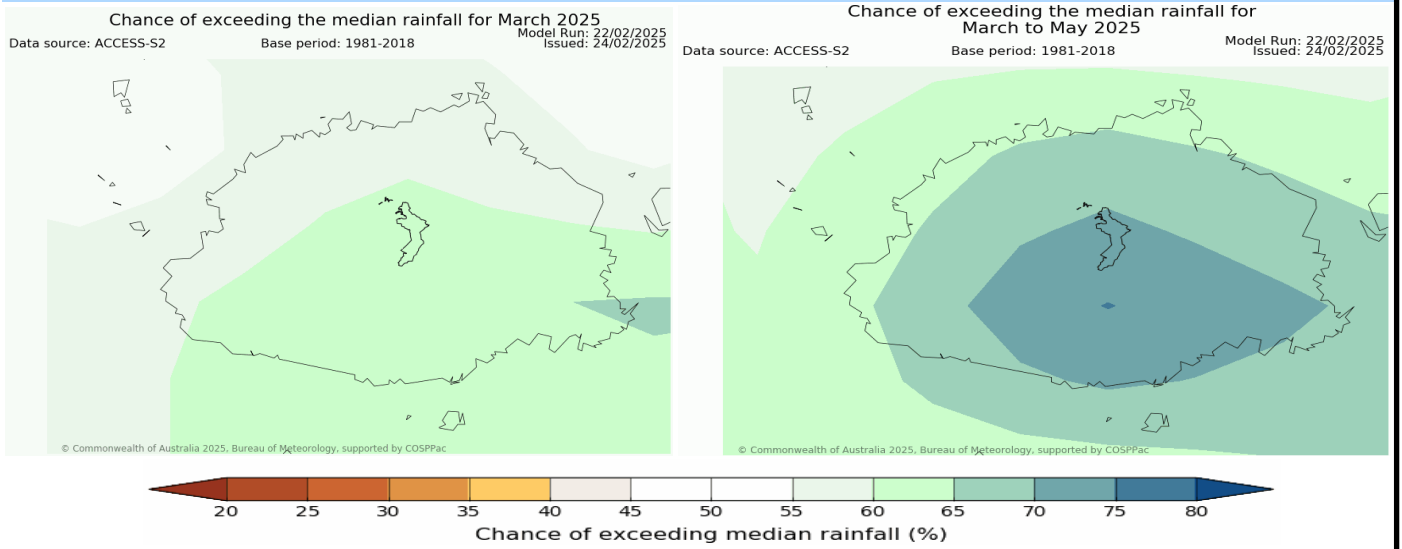 Chance of exceeding the median rainfall for March 2025
Model Run: 22/02/2025
Data source: ACCESS-S2 Base period: 1981-2018 Issued: 24/02/2025
© Commonwealth of Australia 2025, Bureau of Meteorology, supported by COSPPac
Chance of exceeding the median rainfall for
March to May 2025
Model Run: 22/02/2025
Data source: ACCESS-S2 Base period: 1981-2018 Issued: 24/02/2025
© Commonwealth of Australia 2025, Bureau of Meteorology, supported by COSPPac
20 25 30 35 40 45 50 55 60 65 70 75 80
Chance of exceeding median rainfall (%)